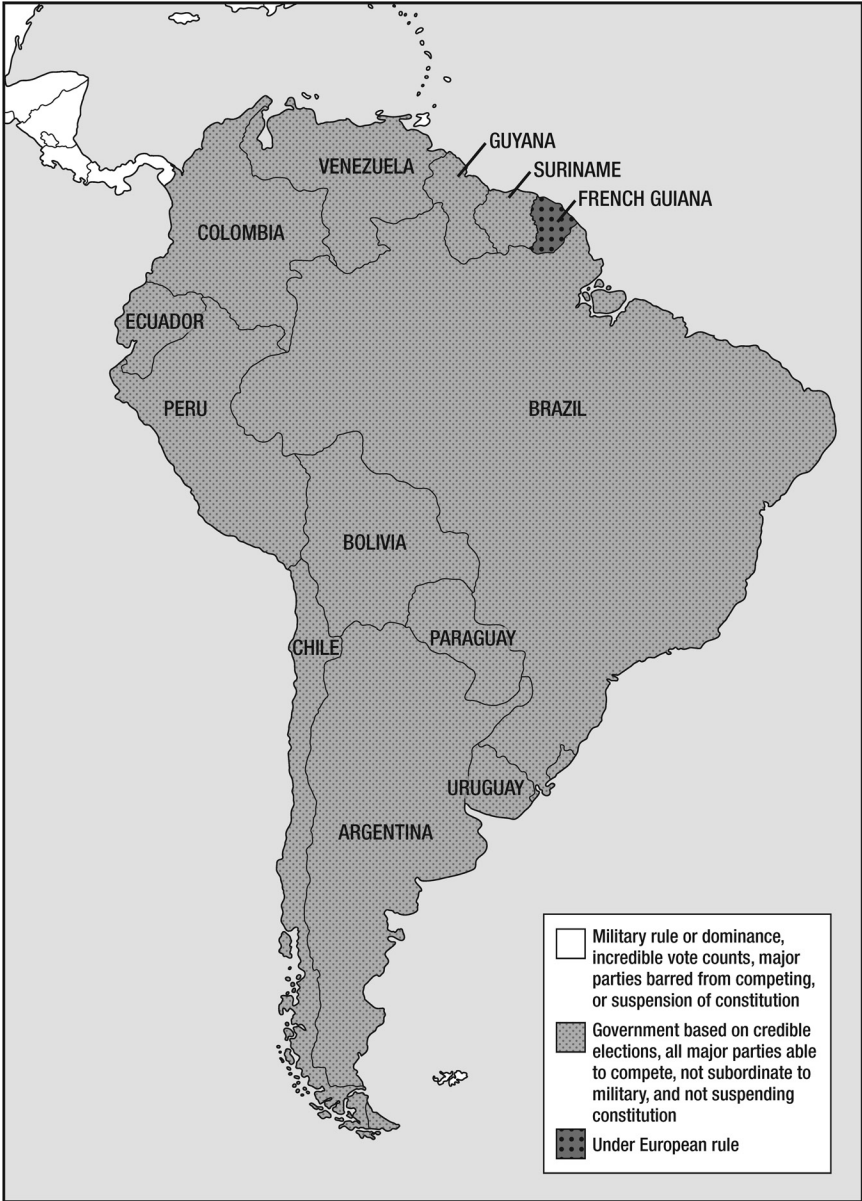 GUYANA
VENEZUELA
SURINAME
FRENCH GUIANA
COLOMBIA
ECUADOR
PERU
BRAZIL
BOLIVIA
PARAGUAY
CHILE
URUGUAY
ARGENTINA
Military rule or dominance,
incredible vote counts, major
parties barred from competing,
or suspension of constitution
Government based on credible
elections, all major parties able
to compete, not subordinate to
military, and not suspending
constitution
Under European rule